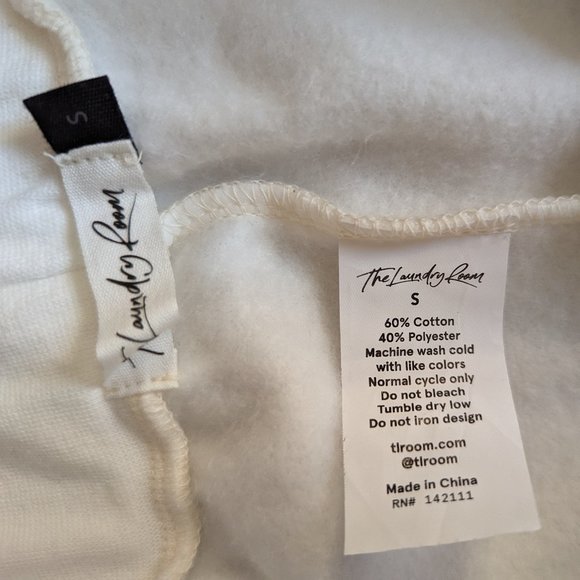 S
Laundry Room
The Laundry Room
S
60% Cotton
40% Polyester
Machine wash cold
with like colors
Normal cycle only
Do not bleach
Tumble dry low
Do not iron design
tlroom.com
@tlroom
Made in China
RN# 142111